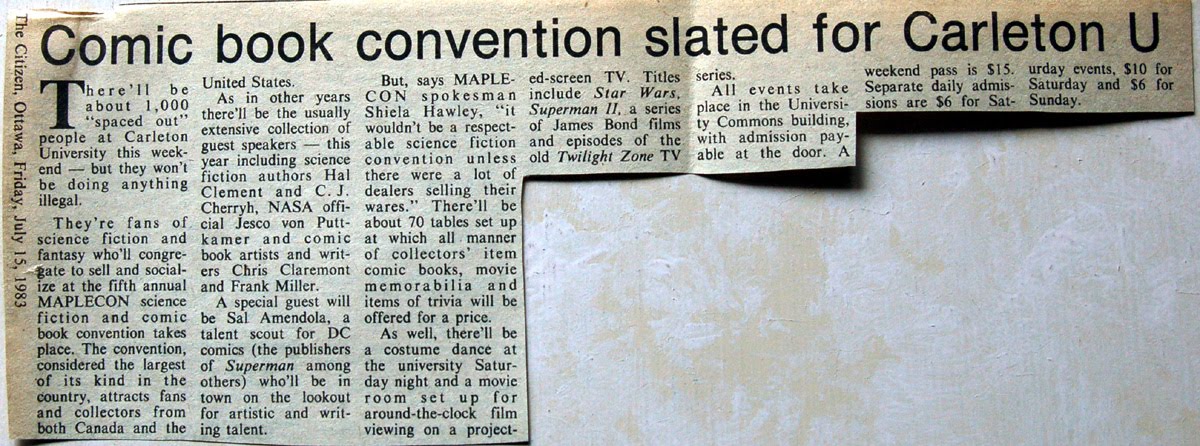 Comic book convention slated for Carleton U
The Citizen, Ottawa, Friday, July 15, 1983
There'll be
about 1,000
"spaced out"
people at Carleton
University this week-
end — but they won't
be doing anything
illegal.
They're fans of
science fiction and
fantasy who'll congre-
gate to sell and social-
ize at the fifth annual
MAPLECON science
fiction and comic
book convention takes
place. The convention,
considered the largest
of its kind in the
country, attracts fans
and collectors from
both Canada and the
United States.
As in other years
there'll be the usually
extensive collection of
guest speakers — this
year including science
fiction authors Hal
Clement and C. J.
Cherryh, NASA offi-
cial Jesco von Putt-
kamer and comic
book artists and writ-
ers Chris Claremont
and Frank Miller.
A special guest will
be Sal Amendola, a
talent scout for DC
comics (the publishers
of Superman among
others) who'll be in
town on the lookout
for artistic and writ-
ing talent.
But, says MAPLE-
CON spokesman
Shiela Hawley, "it
wouldn't be a respect-
able science fiction
convention unless
there were a lot of
dealers selling their
wares." There'll be
about 70 tables set up
at which all manner
of collectors' item
comic books, movie
memorabilia and
items of trivia will be
offered for a price.
As well, there'll be
a costume dance at
the university Satur-
day night and a movie
room set up for
around-the-clock film
viewing on a project-
ed-screen TV. Titles
include Star Wars,
Superman II, a series
of James Bond films
and episodes of the
old Twilight Zone TV
series.
All events take
place in the Universi-
ty Commons building,
with admission pay-
able at the door. A
weekend pass is $15.
Separate daily admis-
sions are $6 for Sat-
urday events, $10 for
Saturday and $6 for
Sunday.